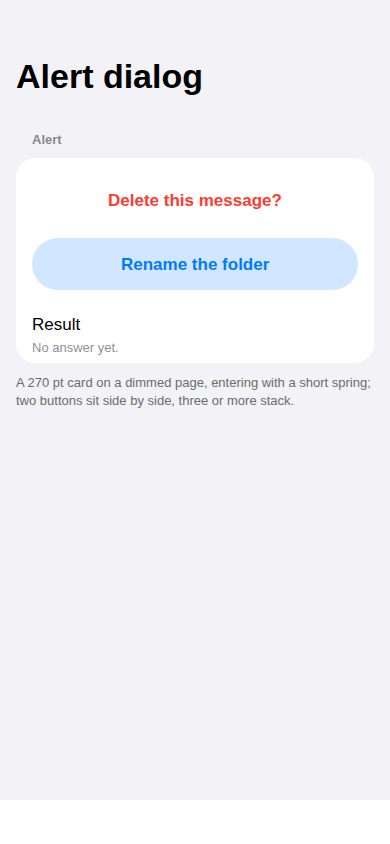 Alert dialog
Alert
Delete this message?
Rename the folder
Result
No answer yet.
A 270 pt card on a dimmed page, entering with a short spring;
two buttons sit side by side, three or more stack.